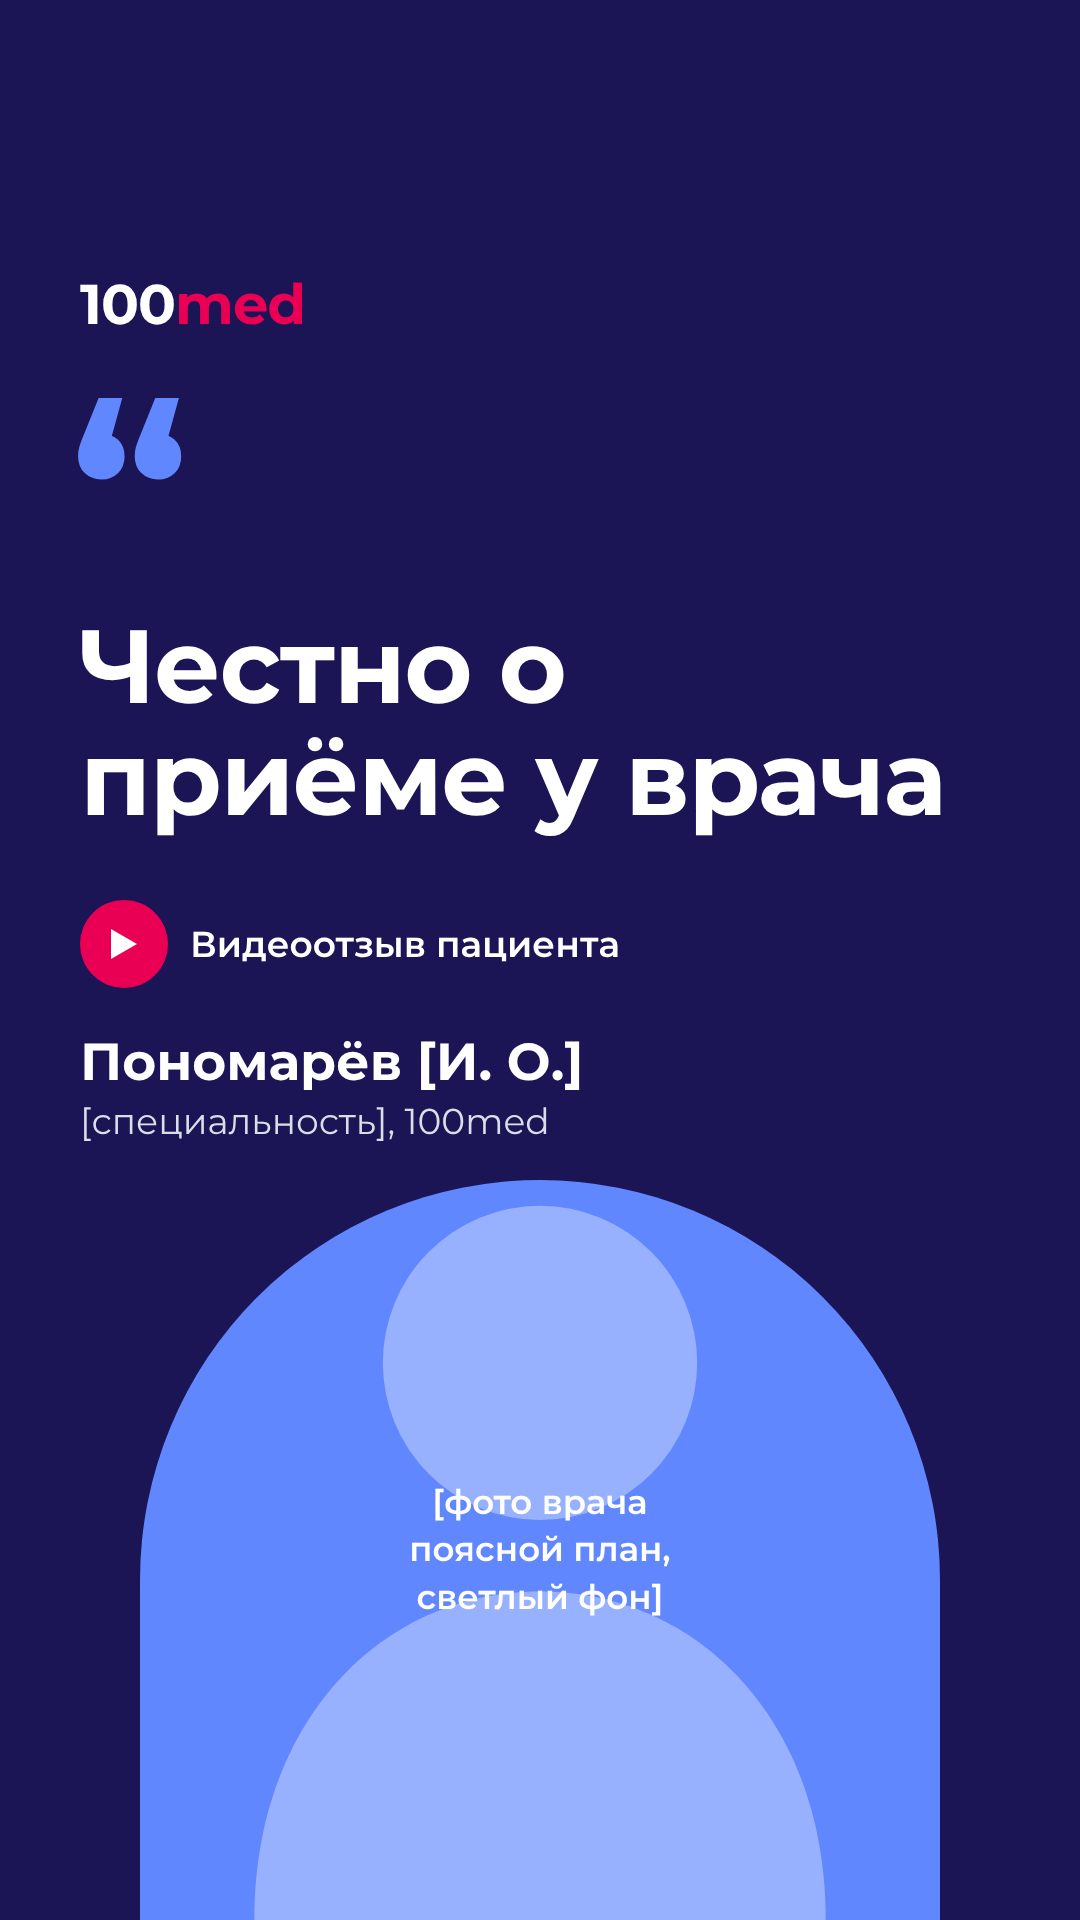 100med
“
Честно о
приёме у врача
Видеоотзыв пациента
Пономарёв [И. О.]
[специальность], 100med
[фото врача
поясной план,
светлый фон]